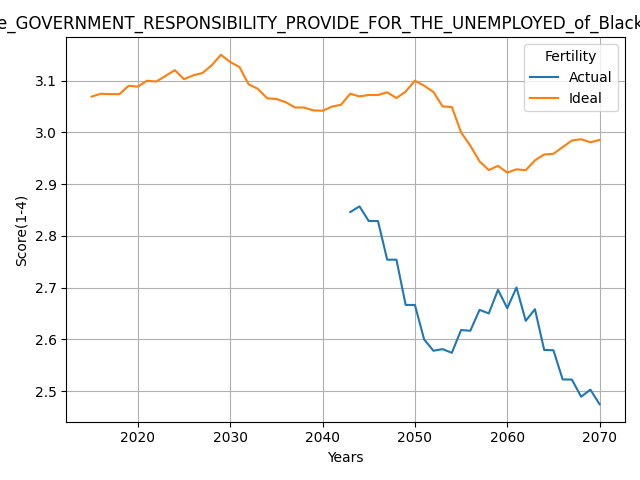 e_GOVERNMENT_RESPONSIBILITY_PROVIDE_FOR_THE_UNEMPLOYED_of_Black
Fertility
Actual
Ideal
Score(1-4)
3.1
3.0
2.9
2.8
2.7
2.6
2.5
2020
2030
2040
2050
2060
2070
Years